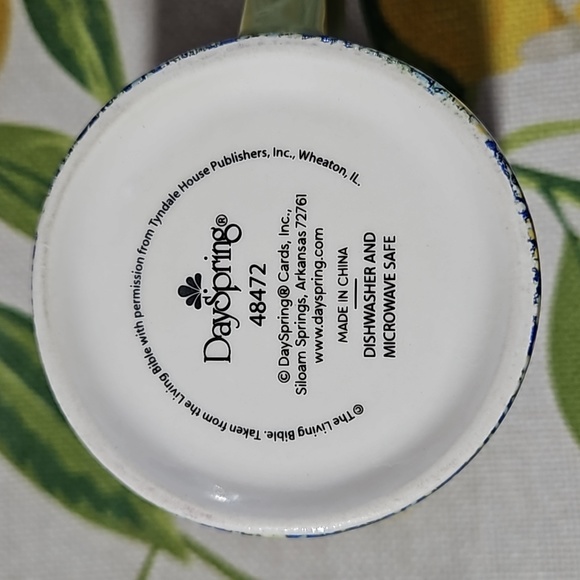 ©The Living Bible. Taken from the Living Bible with permission from Tyndale House Publishers, Inc., Wheaton, IL.
DaySpring®
48472
© DaySpring® Cards, Inc.,
Siloam Springs, Arkansas 72761
www.dayspring.com
MADE IN CHINA
DISHWASHER AND
MICROWAVE SAFE